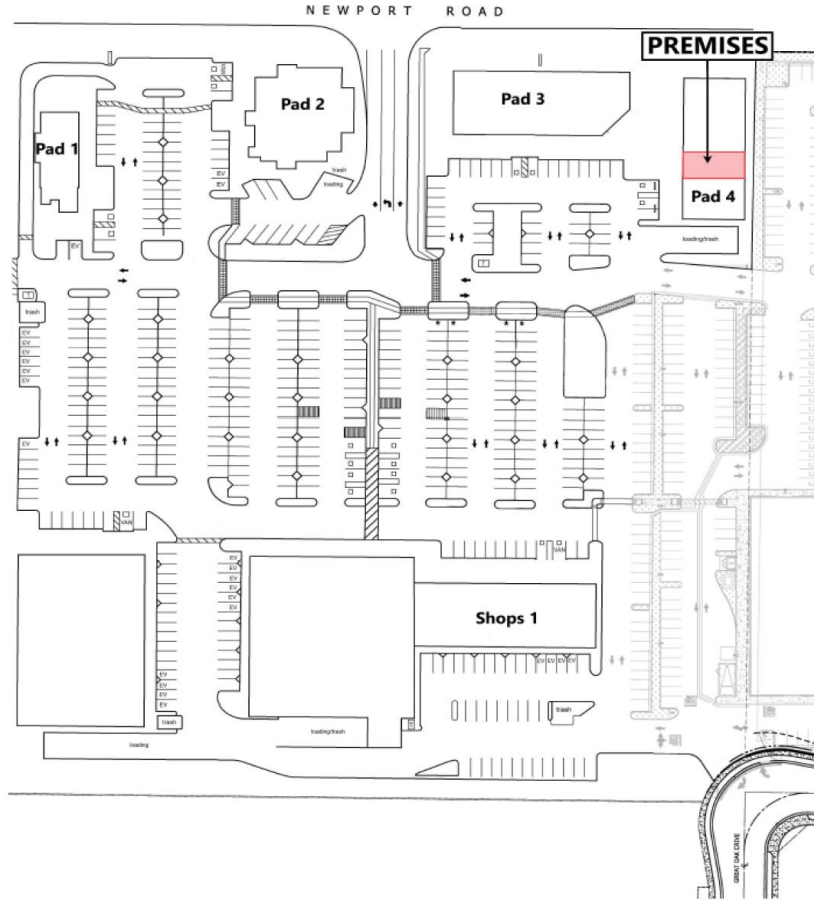 NEWPORT ROAD
PREMISES
VAN
Pad 1
Pad 2
Pad 3
Pad 4
trash
loading
EV
EV
EV
loading/trash
T
T
trash
EV
EV
EV
EV
EV
EV
EV
VAN
VAN
EV
EV
EV
EV
EV
EV
Shops 1
EV EV EV EV
EV
EV
EV
EV
trash
trash
loading
loading/trash
GREAT OAK DRIVE